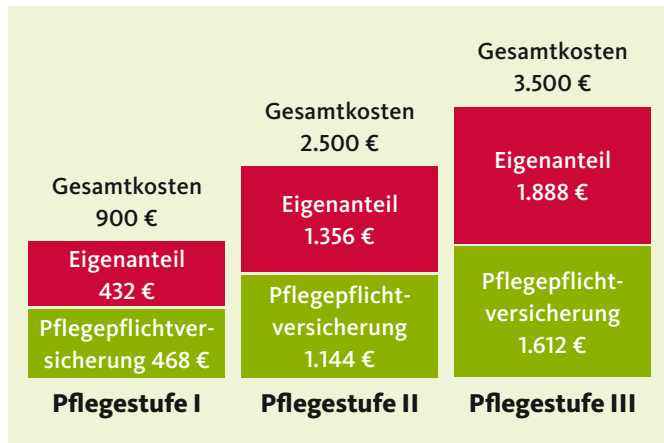 Gesamtkosten
900 €
Eigenanteil
432 €
Pflegepflichtver-
sicherung 468 €
Pflegestufe I
Gesamtkosten
2.500 €
Eigenanteil
1.356 €
Pflegepflicht-
versicherung
1.144 €
Pflegestufe II
Gesamtkosten
3.500 €
Eigenanteil
1.888 €
Pflegepflicht-
versicherung
1.612 €
Pflegestufe III